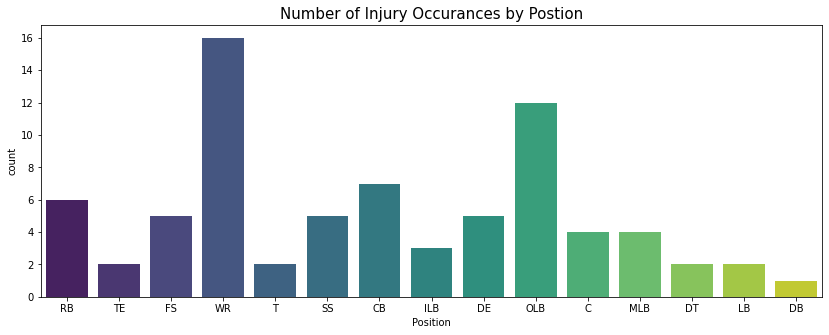 Number of Injury Occurances by Postion
count
16
14
12
10
8
6
4
2
0
RB TE FS WR T SS CB ILB DE OLB C MLB DT LB DB
Position